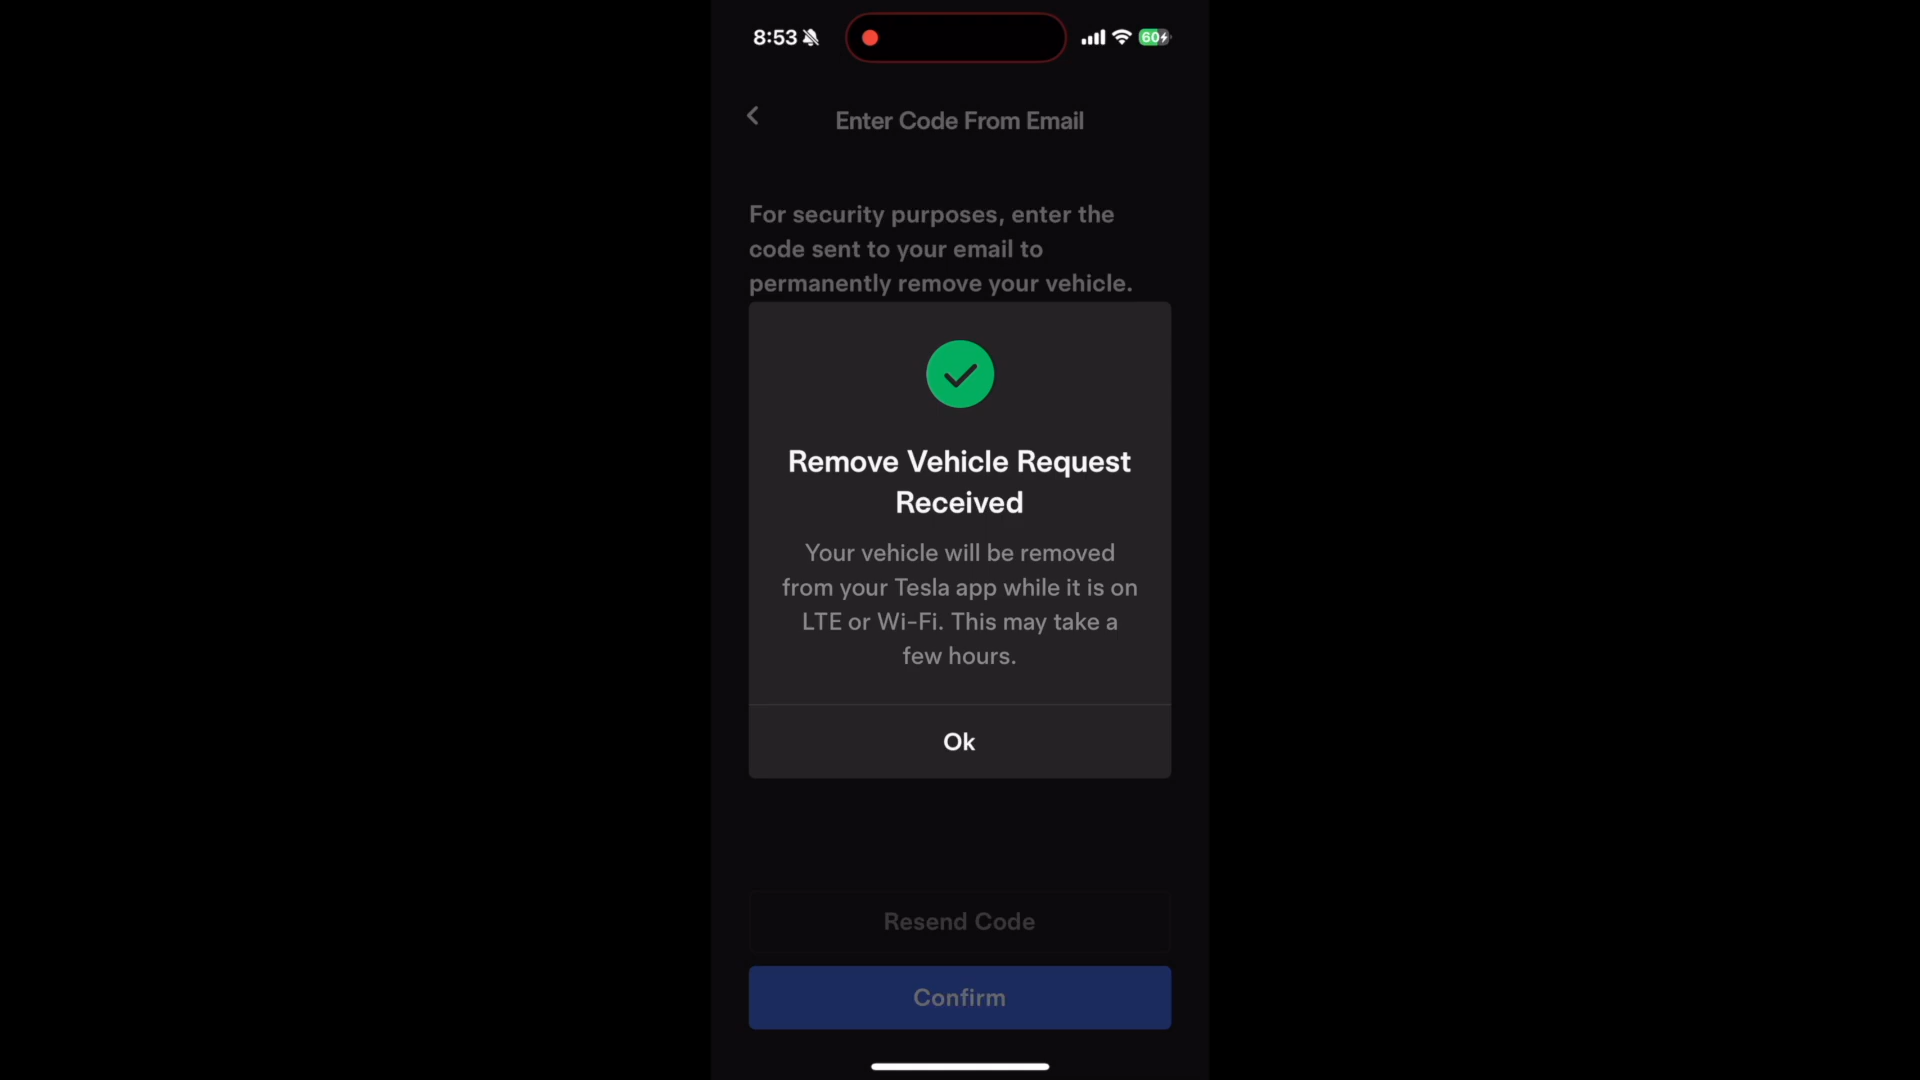 8:53
60
Enter Code From Email
For security purposes, enter the
code sent to your email to
permanently remove your vehicle.
Remove Vehicle Request
Received
Your vehicle will be removed
from your Tesla app while it is on
LTE or Wi-Fi. This may take a
few hours.
Ok
Resend Code
Confirm